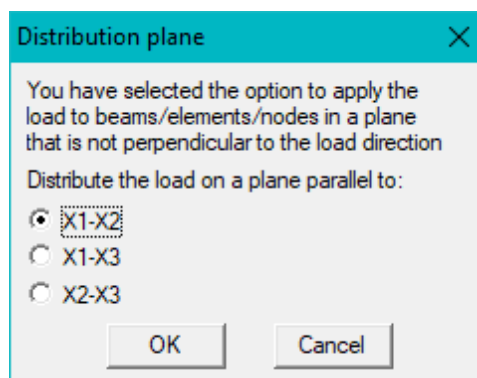 Distribution plane
You have selected the option to apply the
load to beams/elements/nodes in a plane
that is not perpendicular to the load direction
Distribute the load on a plane parallel to:
X1-X2
X1-X3
X2-X3
OK Cancel